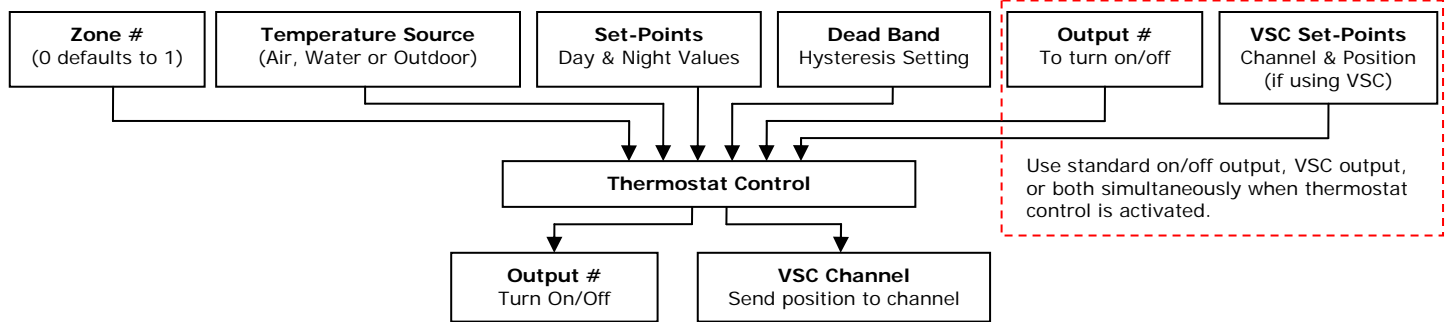 Zone #
(0 defaults to 1)
Temperature Source
(Air, Water or Outdoor)
Set-Points
Day & Night Values
Dead Band
Hysteresis Setting
Output #
To turn on/off
VSC Set-Points
Channel & Position
(if using VSC)
Use standard on/off output, VSC output,
or both simultaneously when thermostat
control is activated.
Thermostat Control
Output #
Turn On/Off
VSC Channel
Send position to channel